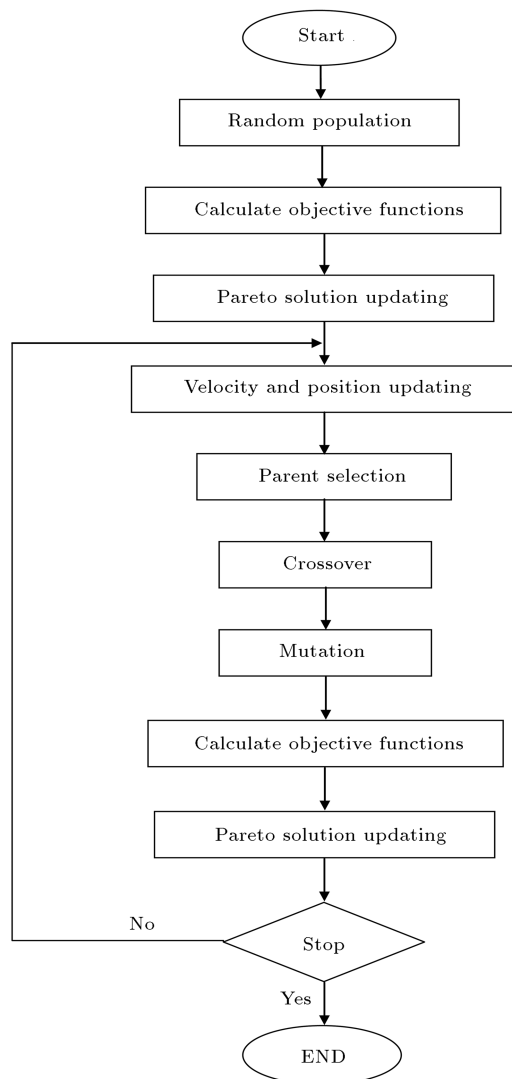 Start
Random population
Calculate objective functions
Pareto solution updating
Velocity and position updating
Parent selection
Crossover
Mutation
Calculate objective functions
Pareto solution updating
No
Stop
Yes
END